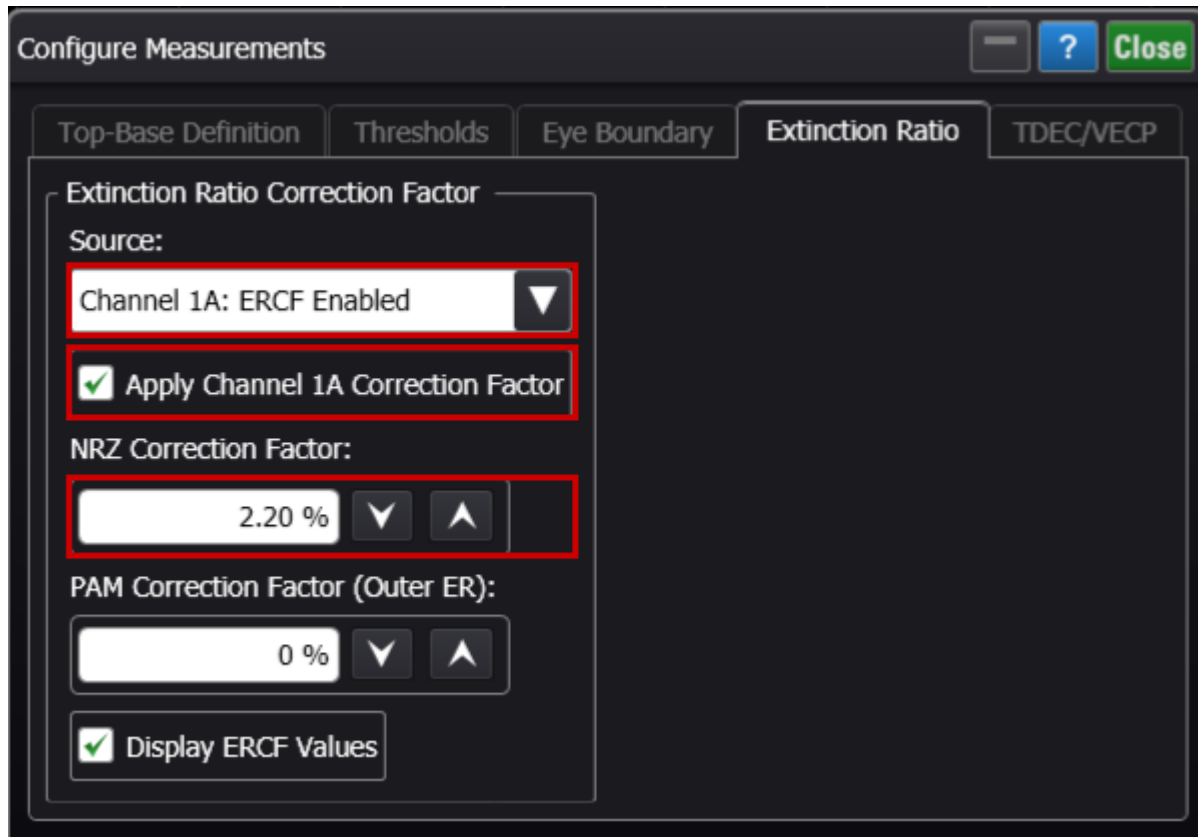 Configure Measurements
? Close
Top-Base Definition Thresholds Eye Boundary Extinction Ratio TDEC/VECP
Extinction Ratio Correction Factor
Source:
Channel 1A: ERCF Enabled
Apply Channel 1A Correction Factor
NRZ Correction Factor:
2.20 %
PAM Correction Factor (Outer ER):
0 %
Display ERCF Values